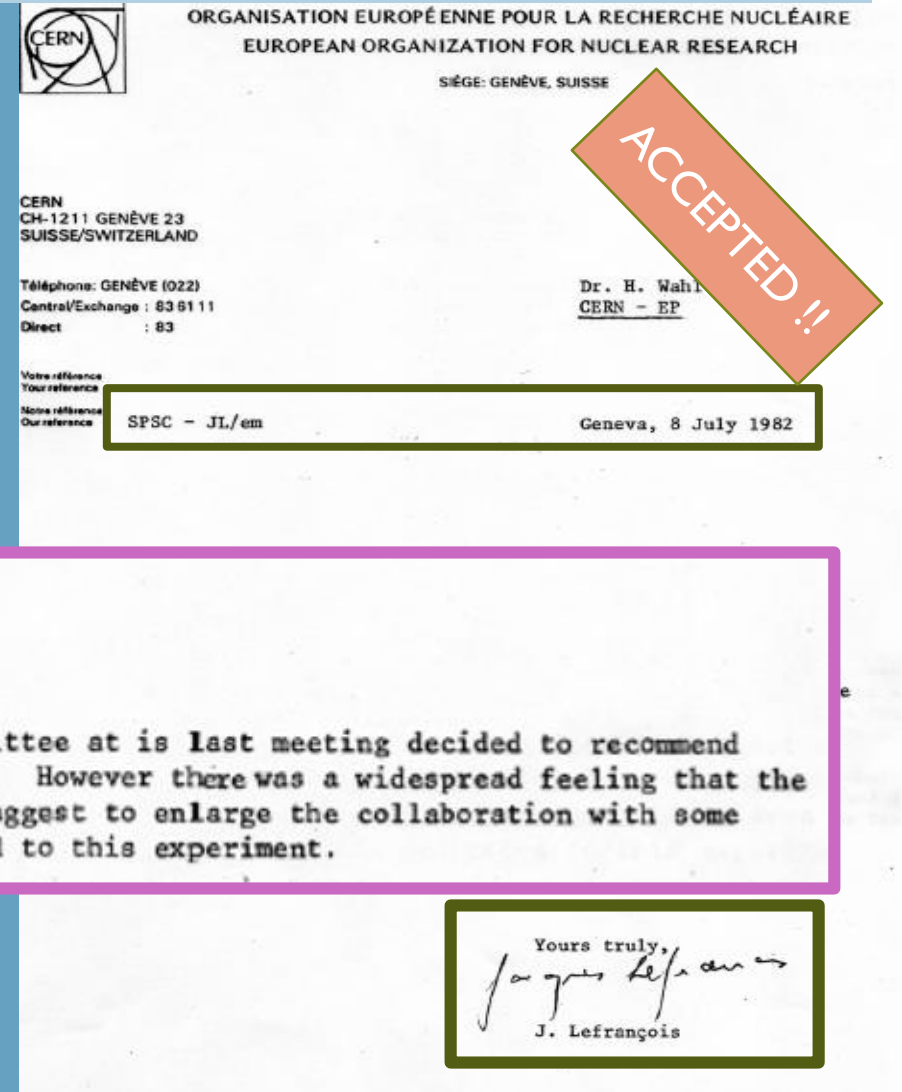 CERN
ORGANISATION EUROPÉENNE POUR LA RECHERCHE NUCLÉAIRE
EUROPEAN ORGANIZATION FOR NUCLEAR RESEARCH
SIÈGE: GENÈVE, SUISSE
ACCEPTED !!
CERN
CH-1211 GENÈVE 23
SUISSE/SWITZERLAND
Téléphone: GENÈVE (022)
Central/Exchange : 83 61 11
Direct : 83
Dr. H. Wahl
CERN - EP
Votre référence
Your reference
Notre référence
Our reference
SPSC - JL/em Geneva, 8 July 1982
e
ttee at is last meeting decided to recommend
However there was a widespread feeling that the
ggest to enlarge the collaboration with some
to this experiment.
Yours truly,
Jacques Lefrançois
J. Lefrançois